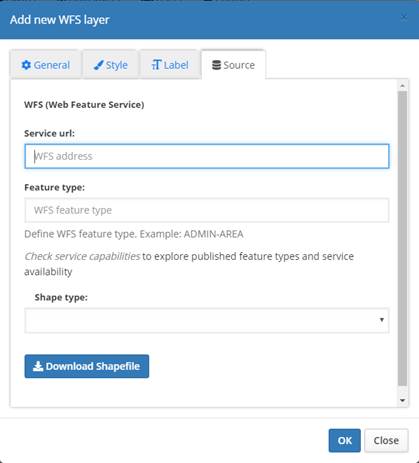 Add new WFS layer
General Style Label Source
WFS (Web Feature Service)
Service url:
WFS address
Feature type:
WFS feature type
Define WFS feature type. Example: ADMIN-AREA
Check service capabilities to explore published feature types and service
availability
Shape type:
Download Shapefile
OK Close